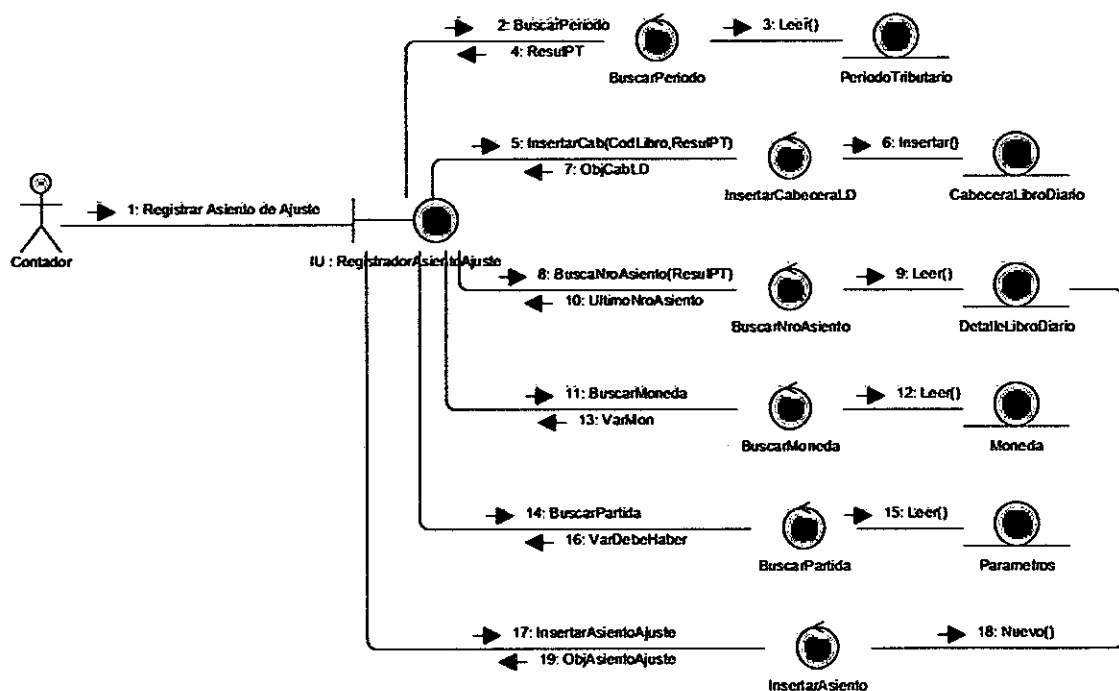 2: BuscarPeriodo
3: Leer()
4: ResulPT
BuscarPeriodo
PeriodoTributario
5: InsertarCab(CodLibro,ResulPT)
6: Insertar()
7: ObjCabLD
InsertarCabeceraLD
CabeceraLibroDiario
1: Registrar Asiento de Ajuste
Contador
IU : RegistradorAsientoAjuste
8: BuscaNroAsiento(ResulPT)
9: Leer()
10: UltimoNroAsiento
BuscarNroAsiento
DetalleLibroDiario
11: BuscarMoneda
12: Leer()
13: VarMon
BuscarMoneda
Moneda
14: BuscarPartida
15: Leer()
16: VarDebeHaber
BuscarPartida
Parametros
17: InsertarAsientoAjuste
18: Nuevo()
19: ObjAsientoAjuste
InsertarAsiento